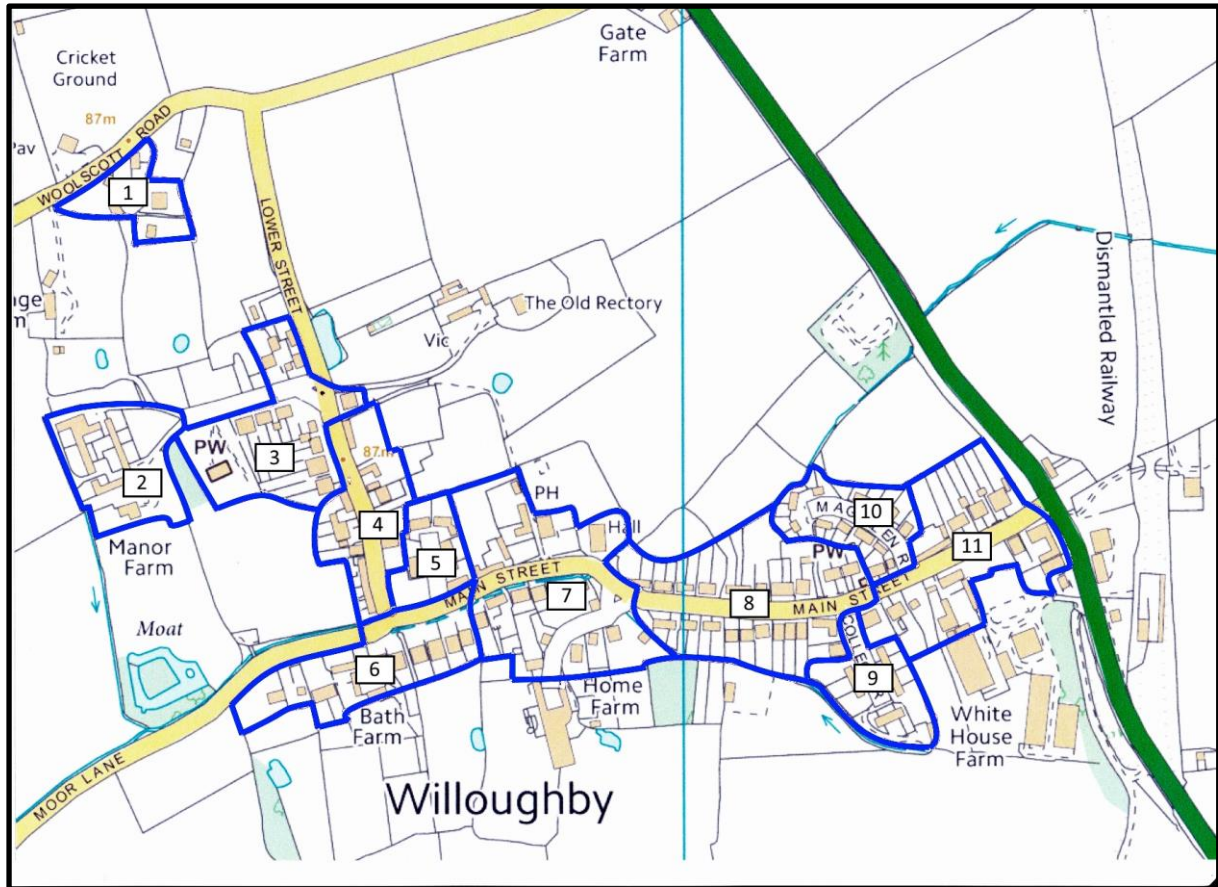 Cricket
Ground
Gate
Farm
87m
Pav
WOOLSCOTT ROAD
1
LOWER STREET
Dismantled Railway
The Old Rectory
Vic
PW
3
2
87m
PH
4
Hall
10
PW
11
5
Manor
Farm
MAIN STREET
7
8
MAIN STREET
Moat
6
9
Home
Farm
Bath
Farm
White
House
Farm
MOOR LANE
Willoughby